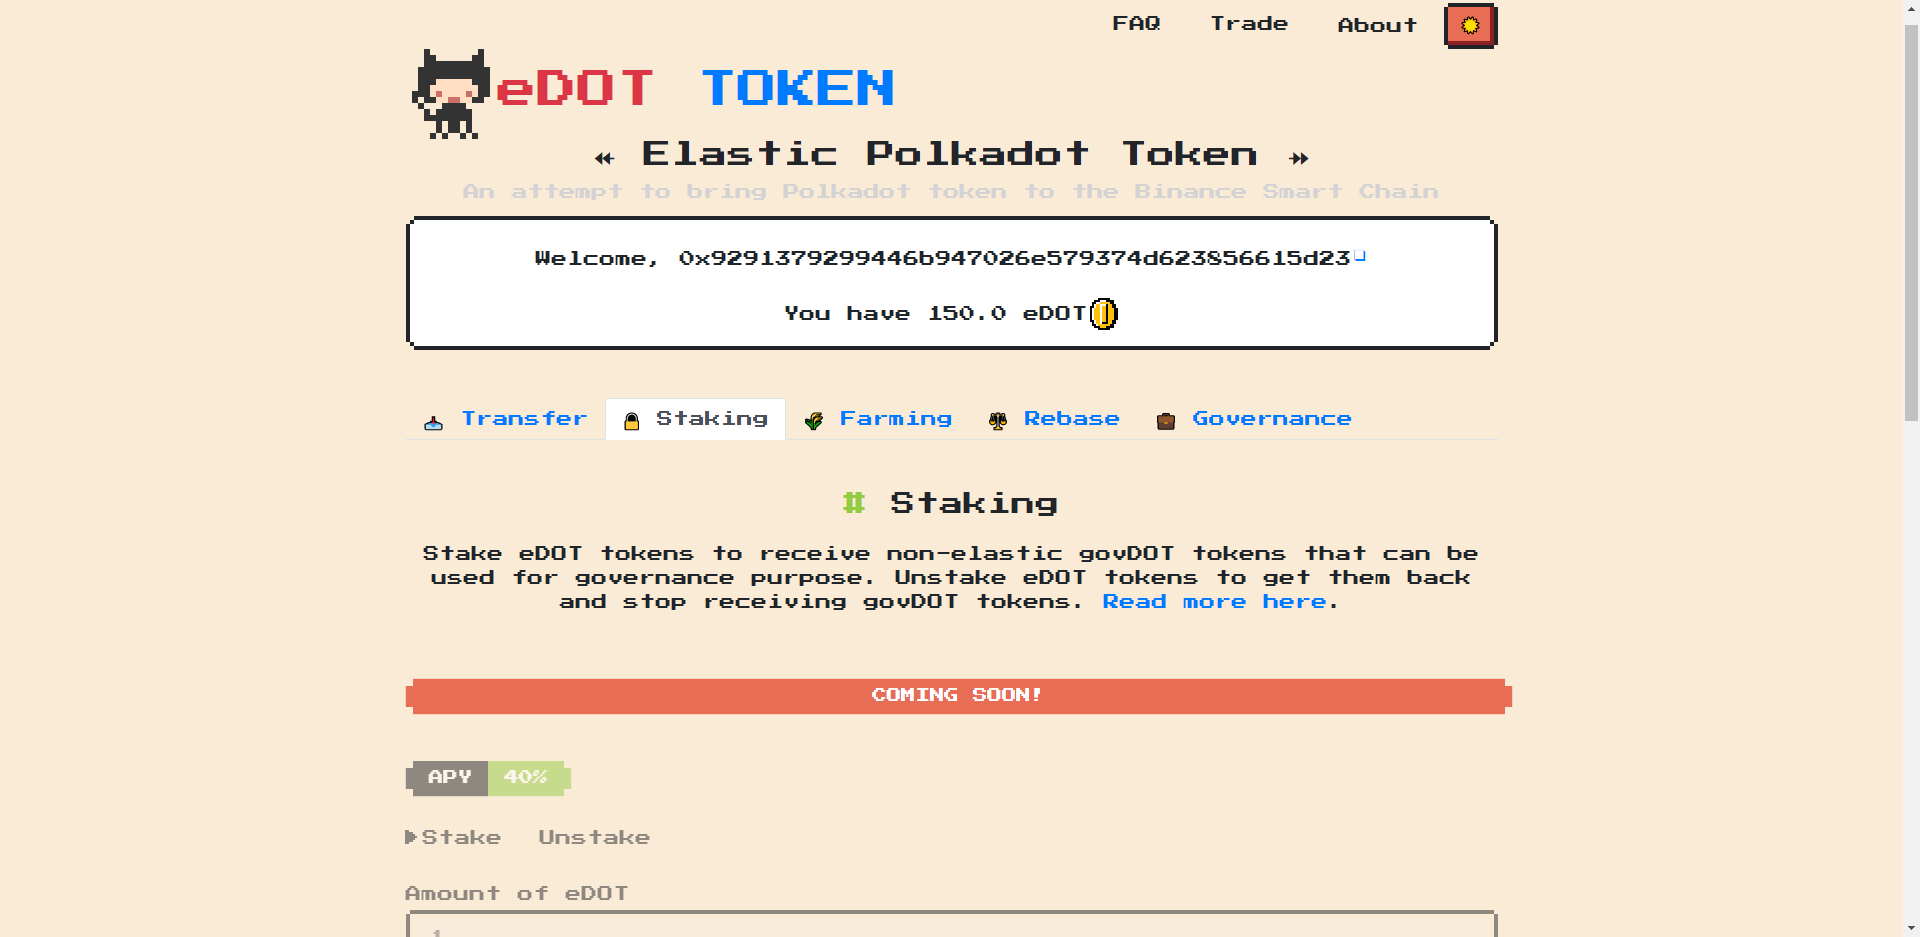 FAQ Trade About
eDOT TOKEN
Elastic Polkadot Token
An attempt to bring Polkadot token to the Binance Smart Chain
Welcome, 0x9291379299446b947026e579374d623856615d23
You have 150.0 eDOT
Transfer Staking Farming Rebase Governance
# Staking
Stake eDOT tokens to receive non-elastic govDOT tokens that can be
used for governance purpose. Unstake eDOT tokens to get them back
and stop receiving govDOT tokens. Read more here.
COMING SOON!
APY 40%
Stake Unstake
Amount of eDOT
1